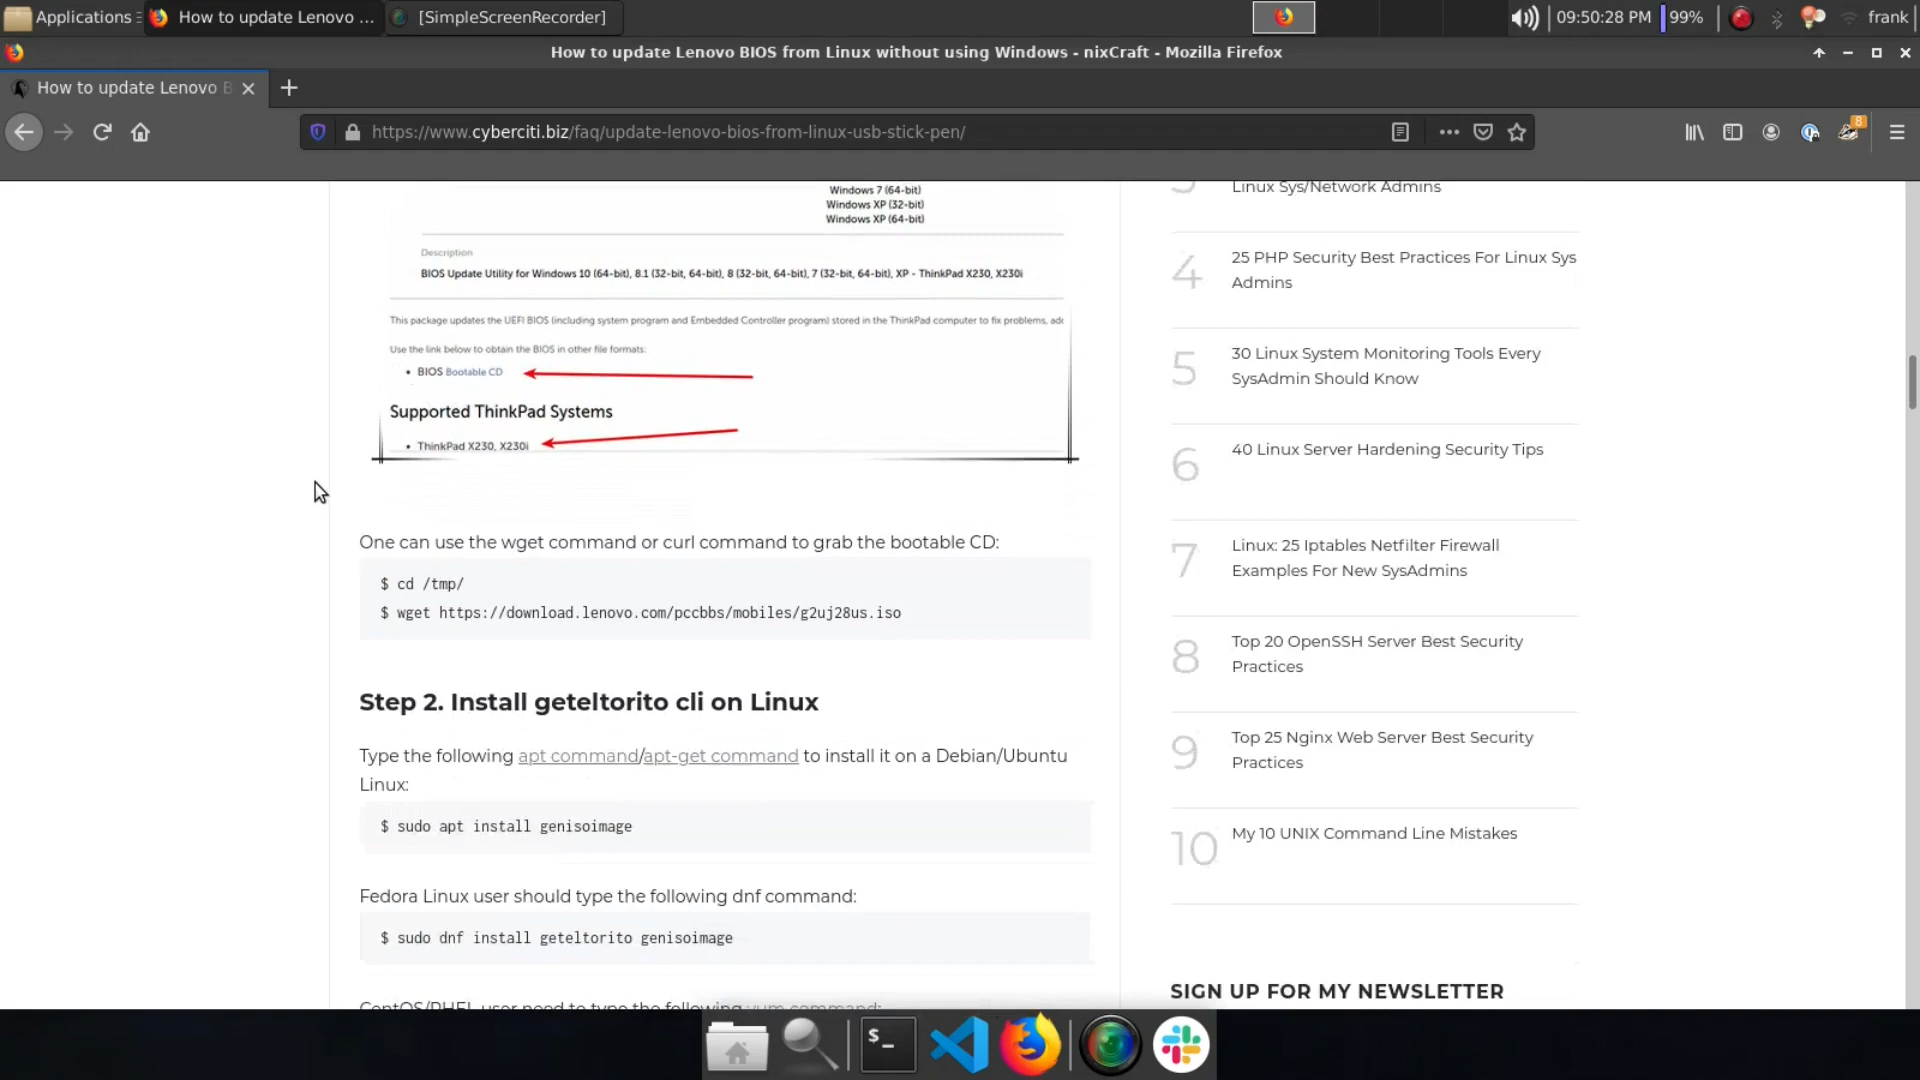 Applications
How to update Lenovo ...
[SimpleScreenRecorder]
09:50:28 PM
99%
frank
How to update Lenovo BIOS from Linux without using Windows - nixCraft - Mozilla Firefox
How to update Lenovo B
https://www.cyberciti.biz/faq/update-lenovo-bios-from-linux-usb-stick-pen/
8
Windows 7 (64-bit)
Windows XP (32-bit)
Windows XP (64-bit)
Description
BIOS Update Utility for Windows 10 (64-bit), 8.1 (32-bit, 64-bit), 8 (32-bit, 64-bit), 7 (32-bit, 64-bit), XP - ThinkPad X230, X230i
This package updates the UEFI BIOS (including system program and Embedded Controller program) stored in the ThinkPad computer to fix problems, ad
Use the link below to obtain the BIOS in other file formats:
• BIOS Bootable CD
Supported ThinkPad Systems
• ThinkPad X230, X230i
One can use the wget command or curl command to grab the bootable CD:
$ cd /tmp/
$ wget https://download.lenovo.com/pccbbs/mobiles/g2uj28us.iso
Step 2. Install geteltorito cli on Linux
Type the following apt command/apt-get command to install it on a Debian/Ubuntu
Linux:
$ sudo apt install genisoimage
Fedora Linux user should type the following dnf command:
$ sudo dnf install geteltorito genisoimage
CentOS/RHEL user need to type the following yum command:
Linux Sys/Network Admins
4
25 PHP Security Best Practices For Linux Sys
Admins
5
30 Linux System Monitoring Tools Every
SysAdmin Should Know
6
40 Linux Server Hardening Security Tips
7
Linux: 25 Iptables Netfilter Firewall
Examples For New SysAdmins
8
Top 20 OpenSSH Server Best Security
Practices
9
Top 25 Nginx Web Server Best Security
Practices
10
My 10 UNIX Command Line Mistakes
SIGN UP FOR MY NEWSLETTER
$ _